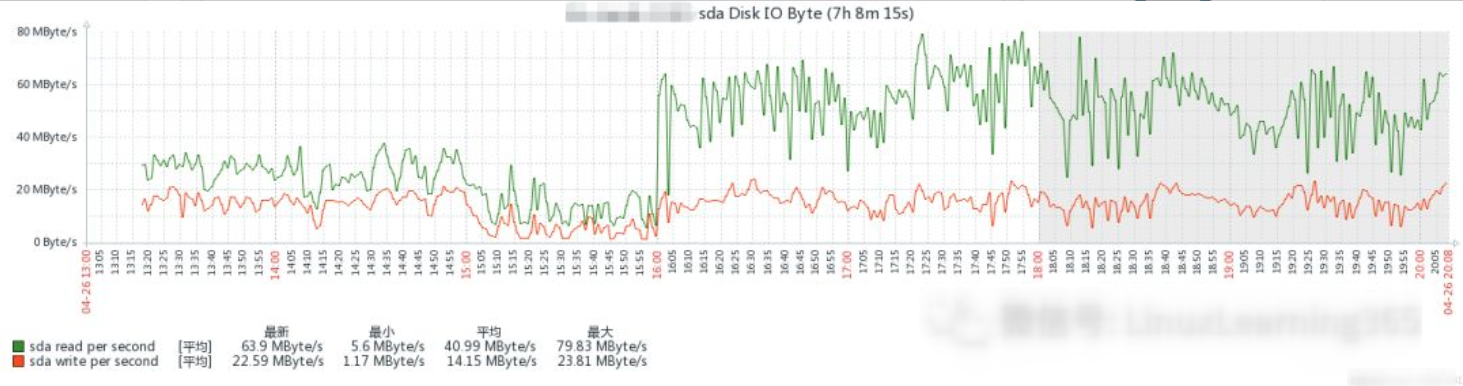 sda Disk IO Byte (7h 8m 15s)
80 MByte/s
60 MByte/s
40 MByte/s
20 MByte/s
0 Byte/s
04-26 13:00 13:05 13:10 13:15 13:20 13:25 13:30 13:35 13:40 13:45 13:50 13:55 14:00 14:05 14:10 14:15 14:20 14:25 14:30 14:35 14:40 14:45 14:50 14:55 15:00 15:05 15:10 15:15 15:20 15:25 15:30 15:35 15:40 15:45 15:50 15:55 16:00 16:05 16:10 16:15 16:20 16:25 16:30 16:35 16:40 16:45 16:50 16:55 17:00 17:05 17:10 17:15 17:20 17:25 17:30 17:35 17:40 17:45 17:50 17:55 18:00 18:05 18:10 18:15 18:20 18:25 18:30 18:35 18:40 18:45 18:50 18:55 19:00 19:05 19:10 19:15 19:20 19:25 19:30 19:35 19:40 19:45 19:50 19:55 20:00 20:05 04-26 20:08
微信号: LinuxLearning365
最新 最小 平均 最大
sda read per second [平均] 63.9 MByte/s 5.6 MByte/s 40.99 MByte/s 79.83 MByte/s
sda write per second [平均] 22.59 MByte/s 1.17 MByte/s 14.15 MByte/s 23.81 MByte/s